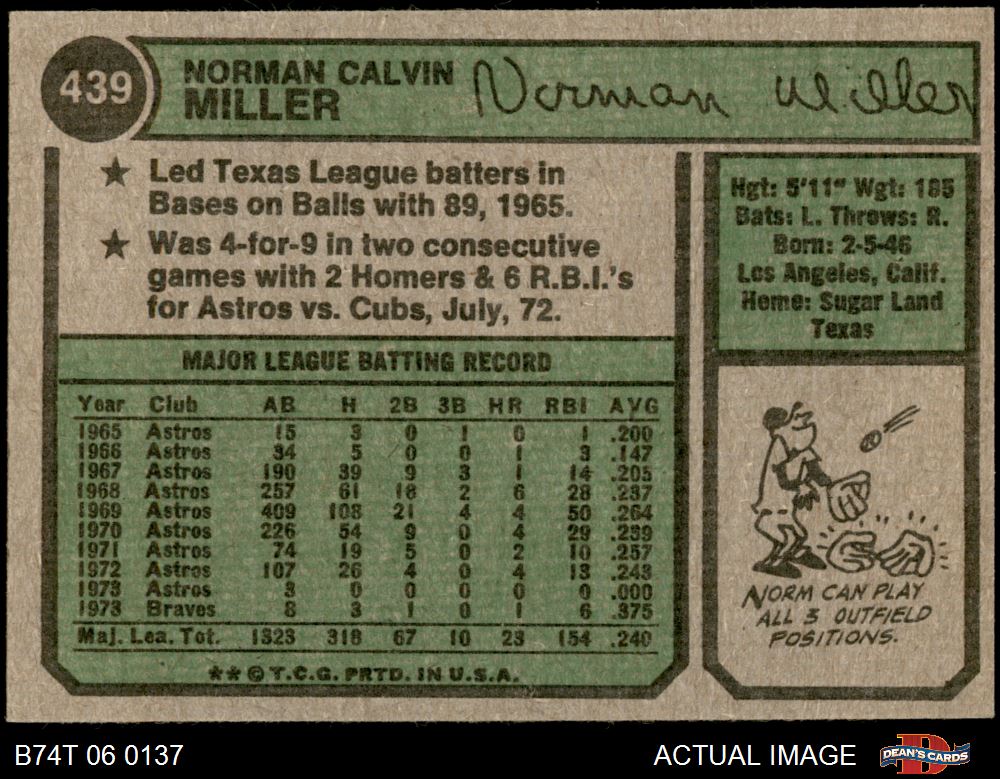 439
NORMAN CALVIN
MILLER
Norman Miller
★ Led Texas League batters in
Bases on Balls with 89, 1965.
★ Was 4-for-9 in two consecutive
games with 2 Homers & 6 R.B.I.'s
for Astros vs. Cubs, July, 72.
Hgt: 5'11" Wgt: 185
Bats: L. Throws: R.
Born: 2-5-46
Los Angeles, Calif.
Home: Sugar Land
Texas
MAJOR LEAGUE BATTING RECORD
Year Club AB H 2B 3B HR RBI AVG
1965 Astros 15 3 0 1 0 1 .200
1966 Astros 34 5 0 0 1 3 .147
1967 Astros 190 39 9 3 1 14 .205
1968 Astros 257 61 18 2 6 28 .237
1969 Astros 409 108 21 4 4 50 .264
1970 Astros 226 54 9 0 4 29 .239
1971 Astros 74 19 5 0 2 10 .257
1972 Astros 107 26 4 0 4 13 .243
1973 Astros 3 0 0 0 0 0 .000
1973 Braves 8 3 1 0 1 6 .375
Maj. Lea. Tot. 1323 318 67 10 23 154 .240
**© T.C.G. PRTD. IN U.S.A.
NORM CAN PLAY
ALL 3 OUTFIELD
POSITIONS.
B74T 06 0137
ACTUAL IMAGE
DEAN'S CARDS